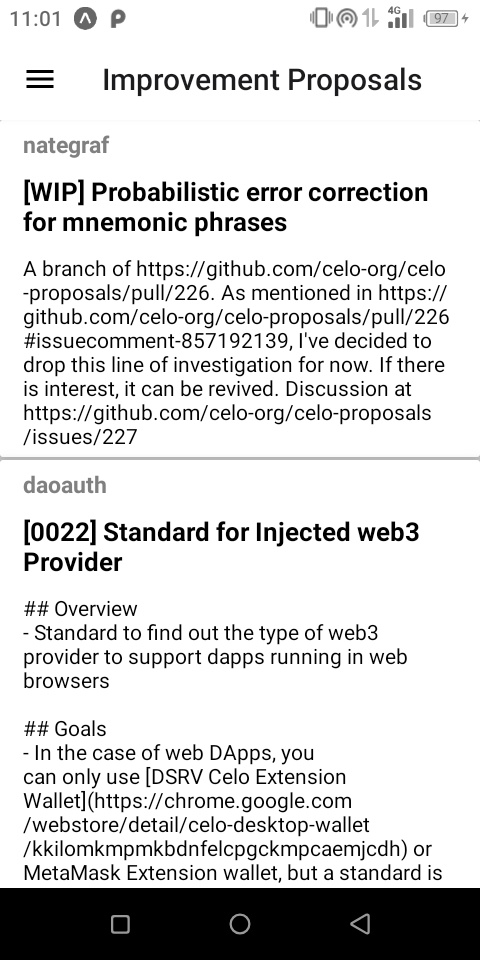 11:01
4G
97
Improvement Proposals
nategraf
[WIP] Probabilistic error correction
for mnemonic phrases
A branch of https://github.com/celo-org/celo
-proposals/pull/226. As mentioned in https://
github.com/celo-org/celo-proposals/pull/226
#issuecomment-857192139, I've decided to
drop this line of investigation for now. If there
is interest, it can be revived. Discussion at
https://github.com/celo-org/celo-proposals
/issues/227
daoauth
[0022] Standard for Injected web3
Provider
## Overview
- Standard to find out the type of web3
provider to support dapps running in web
browsers
## Goals
- In the case of web DApps, you
can only use [DSRV Celo Extension
Wallet](https://chrome.google.com
/webstore/detail/celo-desktop-wallet
/kkilomkmpmkbdnfelcpgckmpcaemjcdh) or
MetaMask Extension wallet, but a standard is